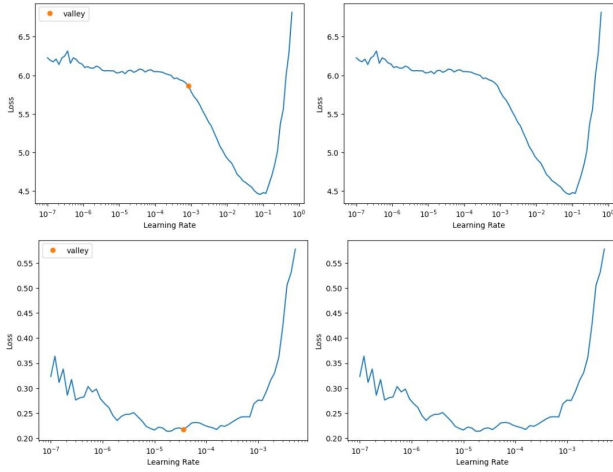 valley
6.5
6.0
5.5
5.0
4.5
Loss
10⁻⁷ 10⁻⁶ 10⁻⁵ 10⁻⁴ 10⁻³ 10⁻² 10⁻¹ 10⁰
Learning Rate
6.5
6.0
5.5
5.0
4.5
Loss
10⁻⁷ 10⁻⁶ 10⁻⁵ 10⁻⁴ 10⁻³ 10⁻² 10⁻¹ 10⁰
Learning Rate
valley
0.55
0.50
0.45
0.40
0.35
0.30
0.25
0.20
Loss
10⁻⁷ 10⁻⁶ 10⁻⁵ 10⁻⁴ 10⁻³
Learning Rate
0.55
0.50
0.45
0.40
0.35
0.30
0.25
0.20
Loss
10⁻⁷ 10⁻⁶ 10⁻⁵ 10⁻⁴ 10⁻³
Learning Rate